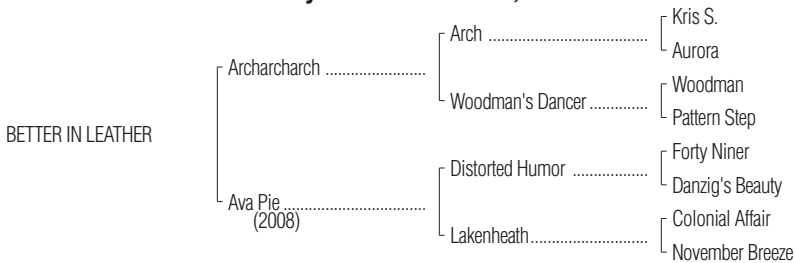 Kris S.
Arch
Aurora
Archarcharch
Woodman
Woodman's Dancer
Pattern Step
BETTER IN LEATHER
Forty Niner
Distorted Humor
Danzig's Beauty
Ava Pie
(2008)
Colonial Affair
Lakenheath
November Breeze